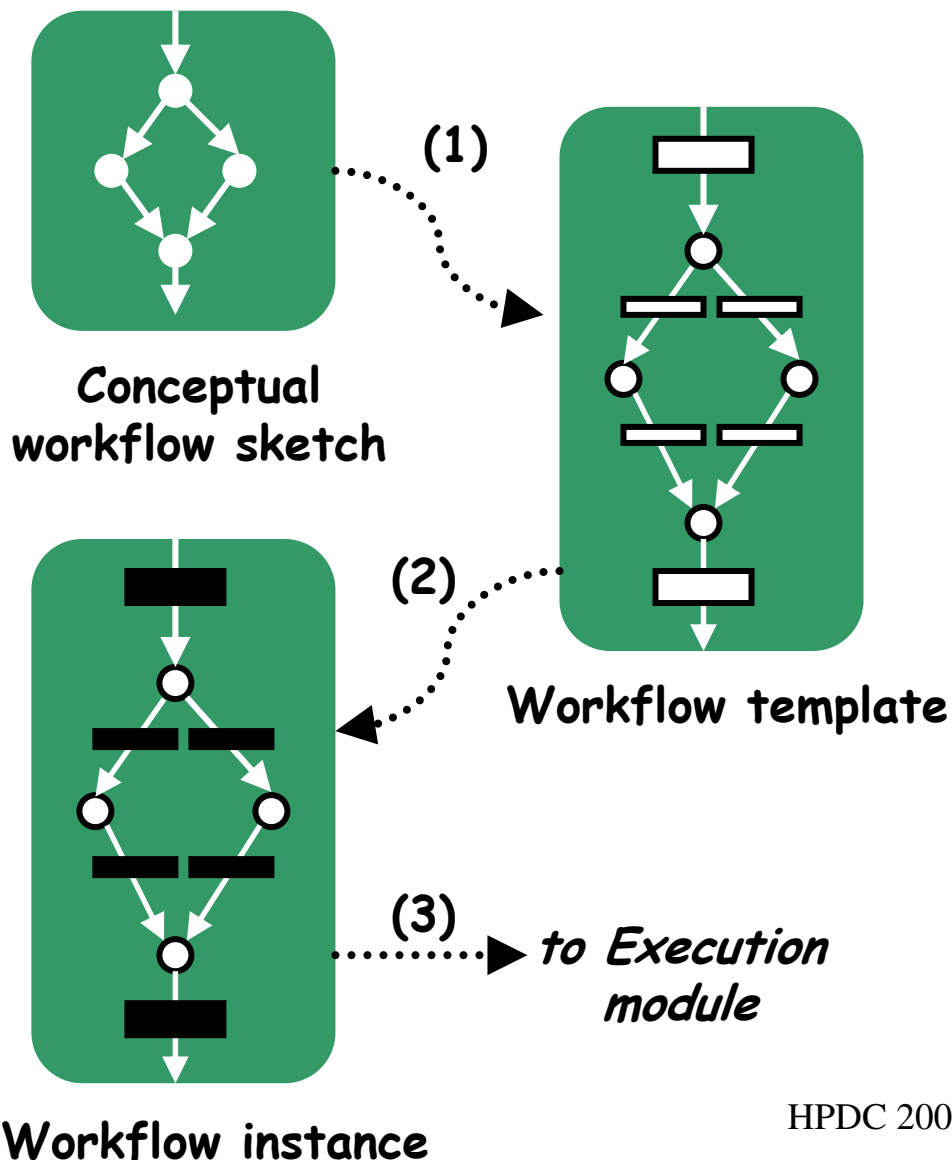 (1)
Conceptual
workflow sketch
(2)
Workflow template
(3)
to Execution
module
Workflow instance
HPDC 200